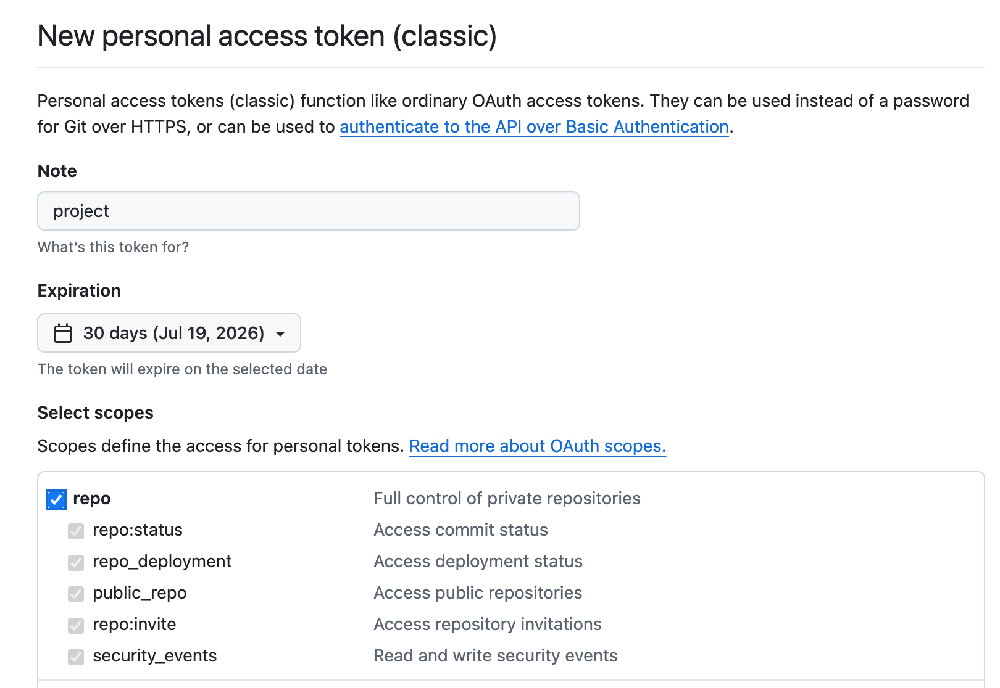 New personal access token (classic)
Personal access tokens (classic) function like ordinary OAuth access tokens. They can be used instead of a password
for Git over HTTPS, or can be used to authenticate to the API over Basic Authentication.
Note
project
What's this token for?
Expiration
30 days (Jul 19, 2026)
The token will expire on the selected date
Select scopes
Scopes define the access for personal tokens. Read more about OAuth scopes.
repo Full control of private repositories
repo:status Access commit status
repo_deployment Access deployment status
public_repo Access public repositories
repo:invite Access repository invitations
security_events Read and write security events